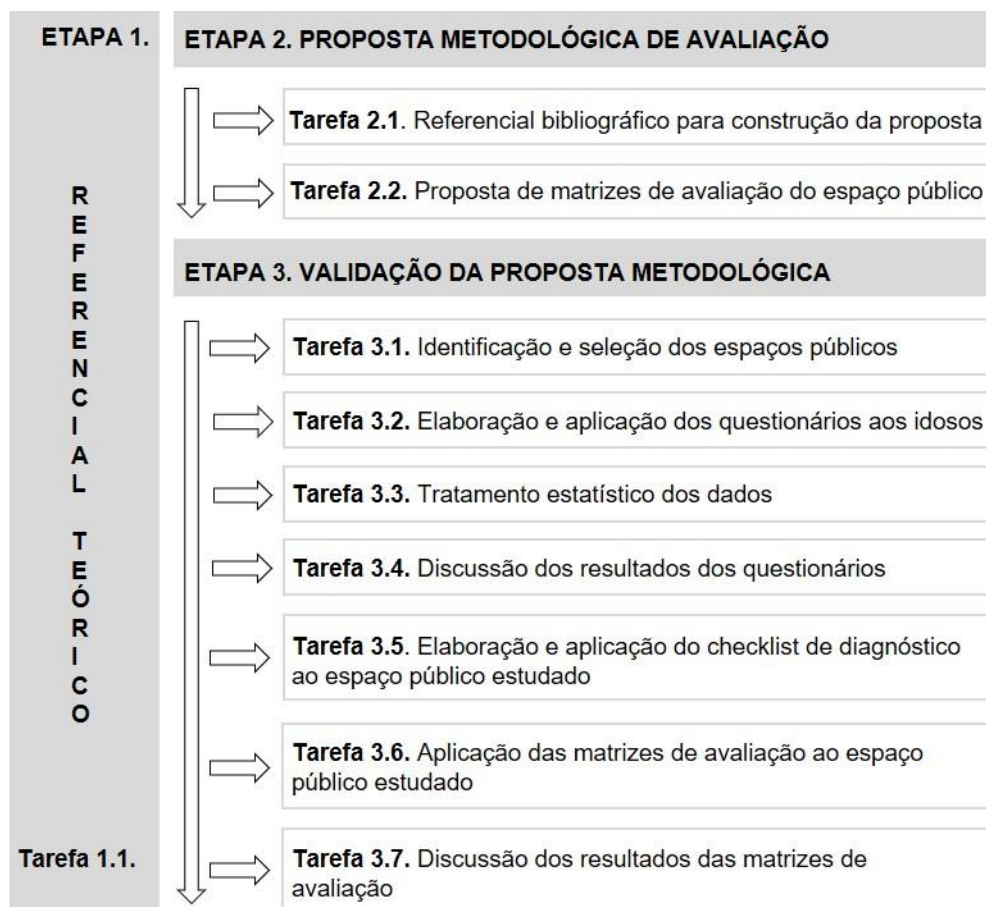 ETAPA 1.
REFERENCIAL TEÓRICO
Tarefa 1.1.
ETAPA 2. PROPOSTA METODOLÓGICA DE AVALIAÇÃO
Tarefa 2.1. Referencial bibliográfico para construção da proposta
Tarefa 2.2. Proposta de matrizes de avaliação do espaço público
ETAPA 3. VALIDAÇÃO DA PROPOSTA METODOLÓGICA
Tarefa 3.1. Identificação e seleção dos espaços públicos
Tarefa 3.2. Elaboração e aplicação dos questionários aos idosos
Tarefa 3.3. Tratamento estatístico dos dados
Tarefa 3.4. Discussão dos resultados dos questionários
Tarefa 3.5. Elaboração e aplicação do checklist de diagnóstico
ao espaço público estudado
Tarefa 3.6. Aplicação das matrizes de avaliação ao espaço
público estudado
Tarefa 3.7. Discussão dos resultados das matrizes de
avaliação